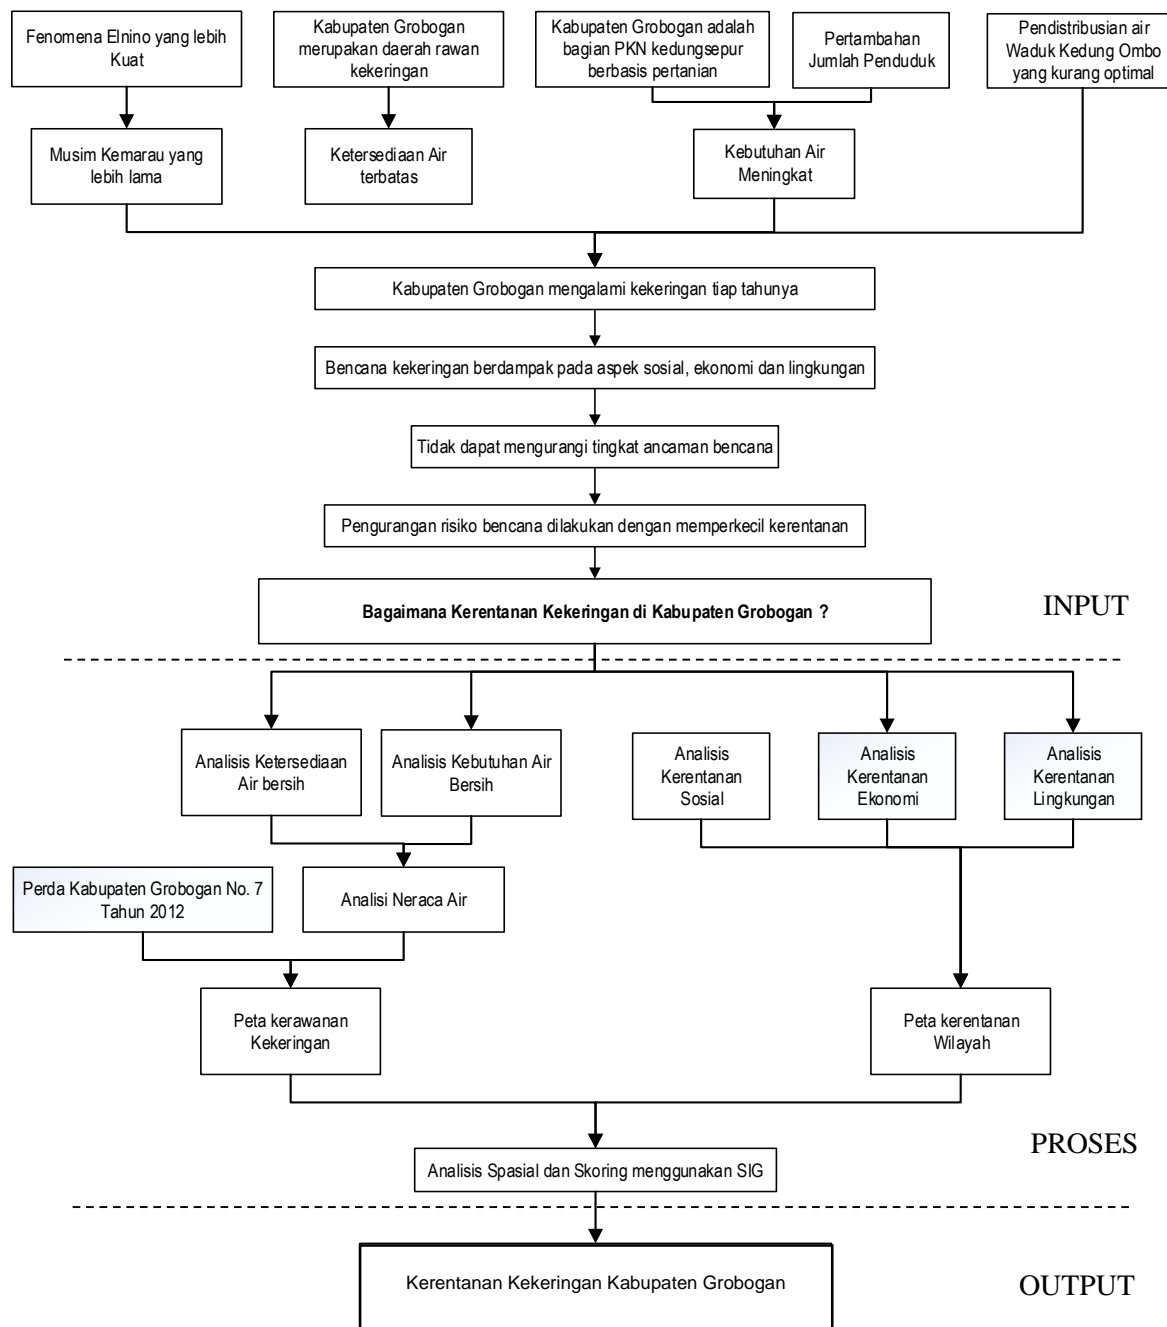 Fenomena Elnino yang lebih
Kuat
Kabupaten Grobogan
merupakan daerah rawan
kekeringan
Kabupaten Grobogan adalah
bagian PKN kedungsepur
berbasis pertanian
Pertambahan
Jumlah Penduduk
Pendistribusian air
Waduk Kedung Ombo
yang kurang optimal
Musim Kemarau yang
lebih lama
Ketersediaan Air
terbatas
Kebutuhan Air
Meningkat
Kabupaten Grobogan mengalami kekeringan tiap tahunya
Bencana kekeringan berdampak pada aspek sosial, ekonomi dan lingkungan
Tidak dapat mengurangi tingkat ancaman bencana
Pengurangan risiko bencana dilakukan dengan memperkecil kerentanan
Bagaimana Kerentanan Kekeringan di Kabupaten Grobogan ?
INPUT
Analisis Ketersediaan
Air bersih
Analisis Kebutuhan Air
Bersih
Analisis
Kerentanan
Sosial
Analisis
Kerentanan
Ekonomi
Analisis
Kerentanan
Lingkungan
Perda Kabupaten Grobogan No. 7
Tahun 2012
Analisi Neraca Air
Peta kerawanan
Kekeringan
Peta kerentanan
Wilayah
PROSES
Analisis Spasial dan Skoring menggunakan SIG
Kerentanan Kekeringan Kabupaten Grobogan
OUTPUT